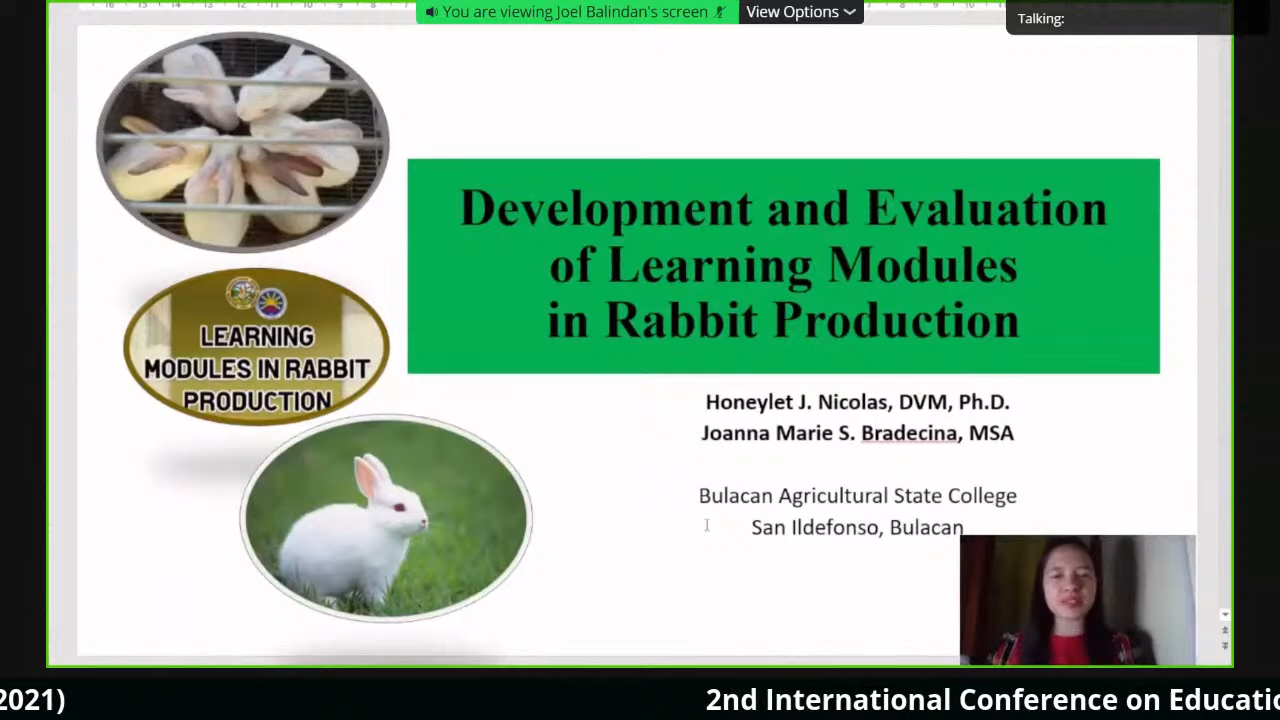 You are viewing Joel Balindan's screen
View Options
Talking:
Development and Evaluation
of Learning Modules
in Rabbit Production
LEARNING
MODULES IN RABBIT
PRODUCTION
Honeylet J. Nicolas, DVM, Ph.D.
Joanna Marie S. Bradecina, MSA
Bulacan Agricultural State College
San Ildefonso, Bulacan
2021)
2nd International Conference on Educatio